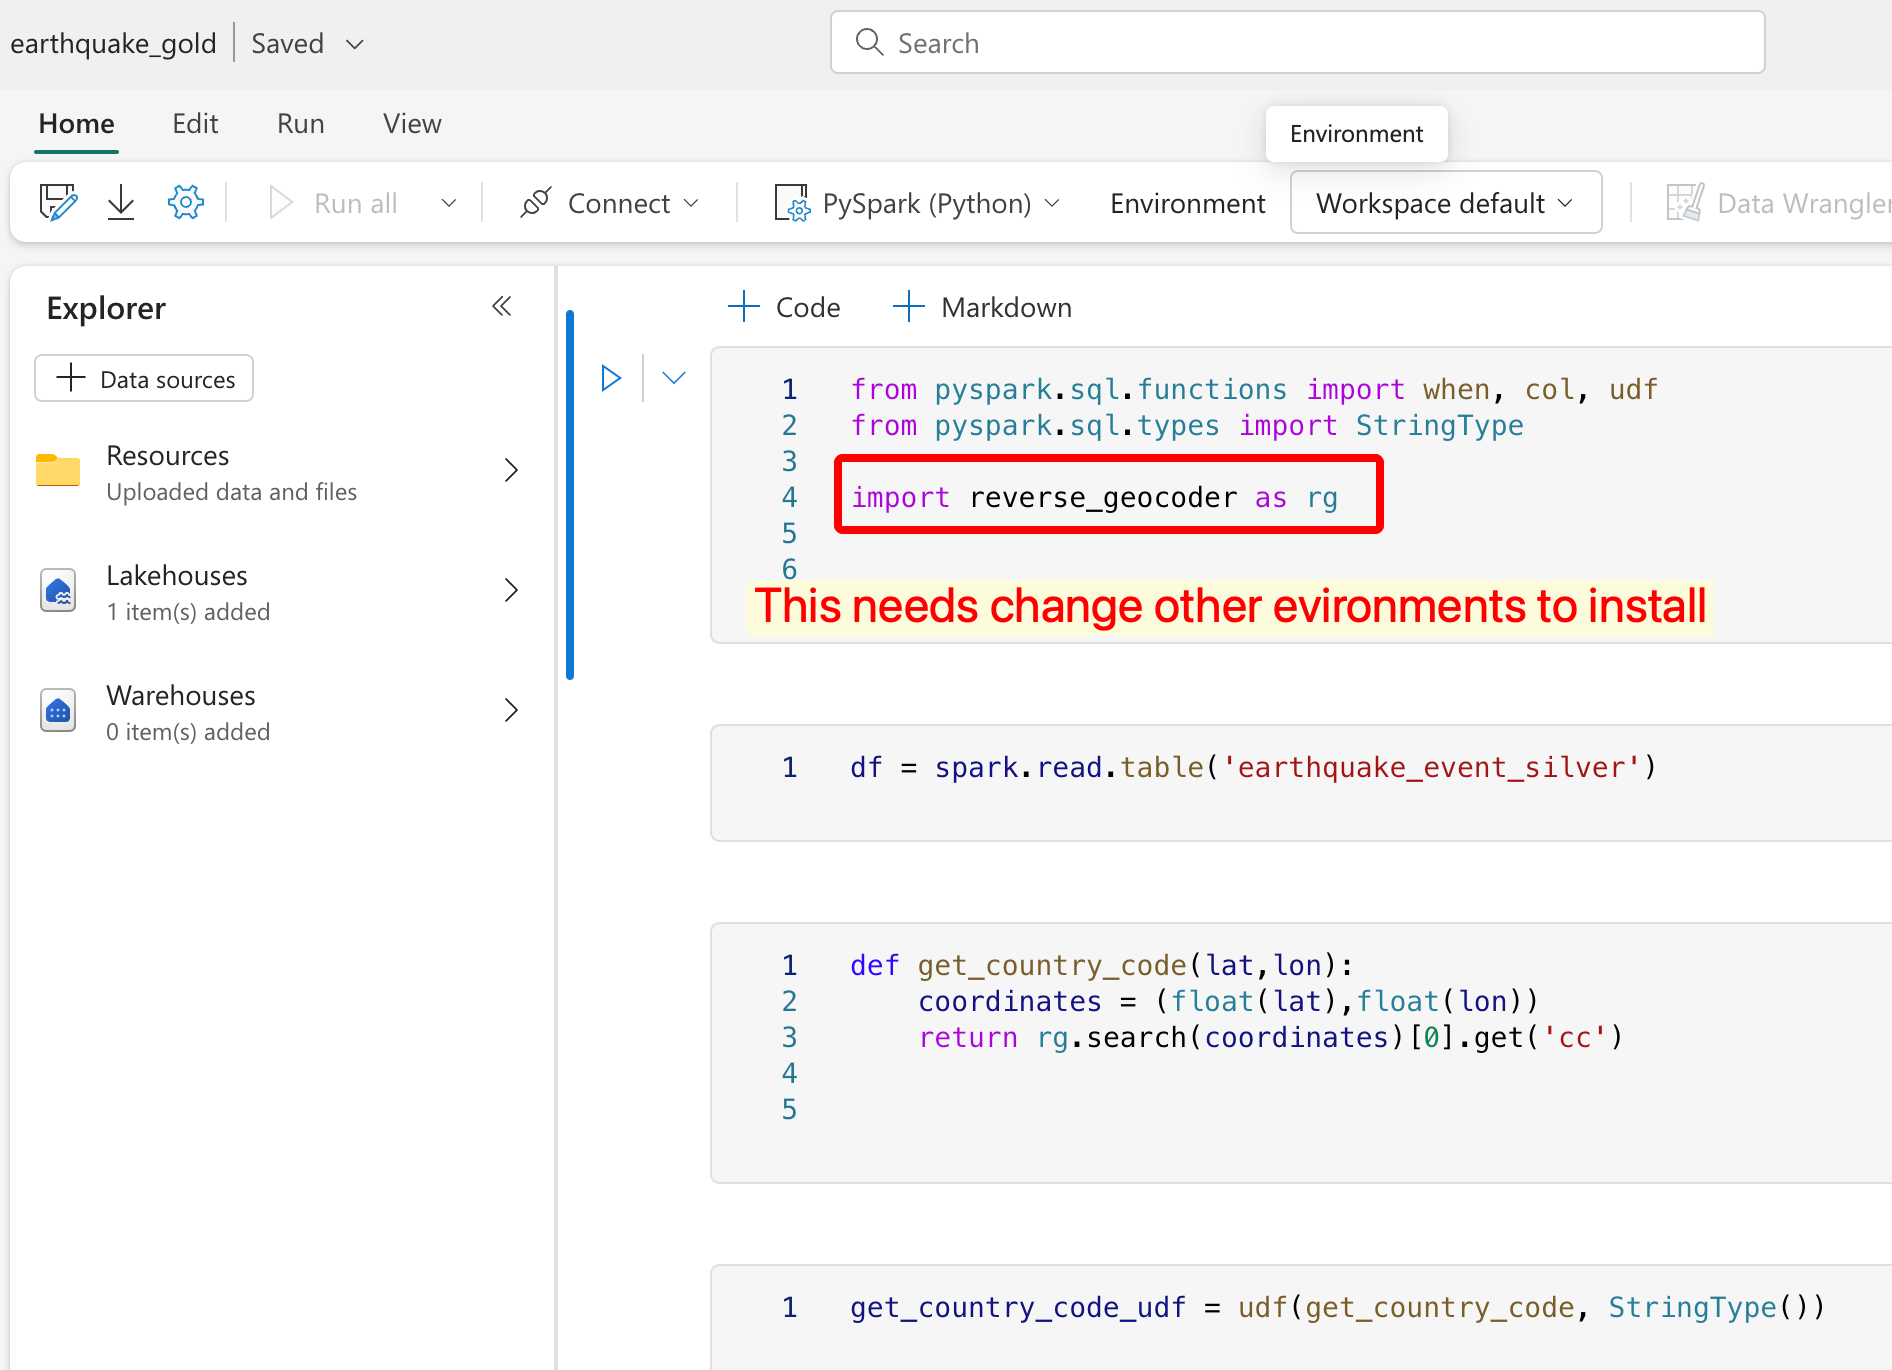 earthquake_gold
Saved
Search
Home
Edit
Run
View
Environment
Run all
Connect
PySpark (Python)
Environment
Workspace default
Data Wrangler
Explorer
Data sources
Resources
Uploaded data and files
Lakehouses
1 item(s) added
Warehouses
0 item(s) added
Code
Markdown
1 from pyspark.sql.functions import when, col, udf
2 from pyspark.sql.types import StringType
3
4 import reverse_geocoder as rg
5
6
This needs change other evironments to install
1 df = spark.read.table('earthquake_event_silver')
1 def get_country_code(lat,lon):
2 coordinates = (float(lat),float(lon))
3 return rg.search(coordinates)[0].get('cc')
4
5
1 get_country_code_udf = udf(get_country_code, StringType())